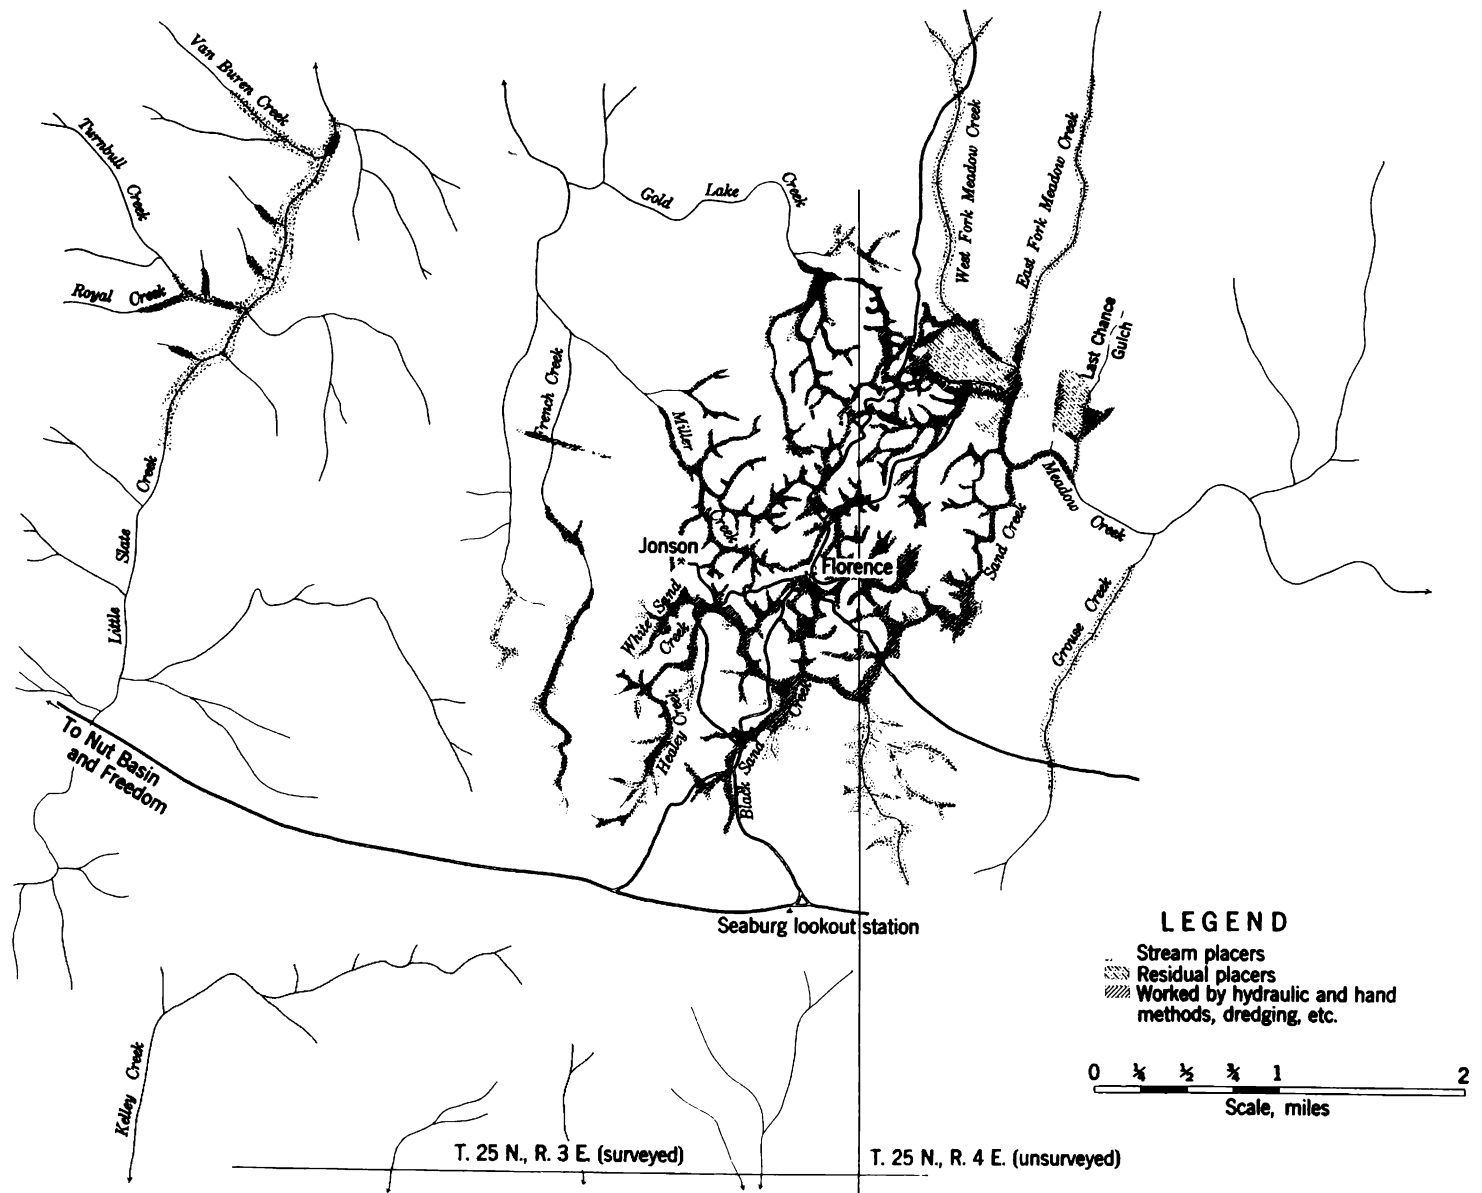 Van Buren Creek
Turnbull
Creek
Royal Creek
Gold Lake Creek
West Fork Meadow Creek
East Fork Meadow Creek
Last Chance
Gulch
French Creek
Miller
Creek
Meadow Creek
Sand Creek
Jonson
Florence
White Sand
Creek
Healey Creek
Black Sand Creek
Grouse Creek
Little Slate Creek
To Nut Basin
and Freedom
Seaburg lookout station
Kelley Creek
LEGEND
Stream placers
Residual placers
Worked by hydraulic and hand
methods, dredging, etc.
0 ¼ ½ ¾ 1 2
Scale, miles
T. 25 N., R. 3 E. (surveyed)
T. 25 N., R. 4 E. (unsurveyed)